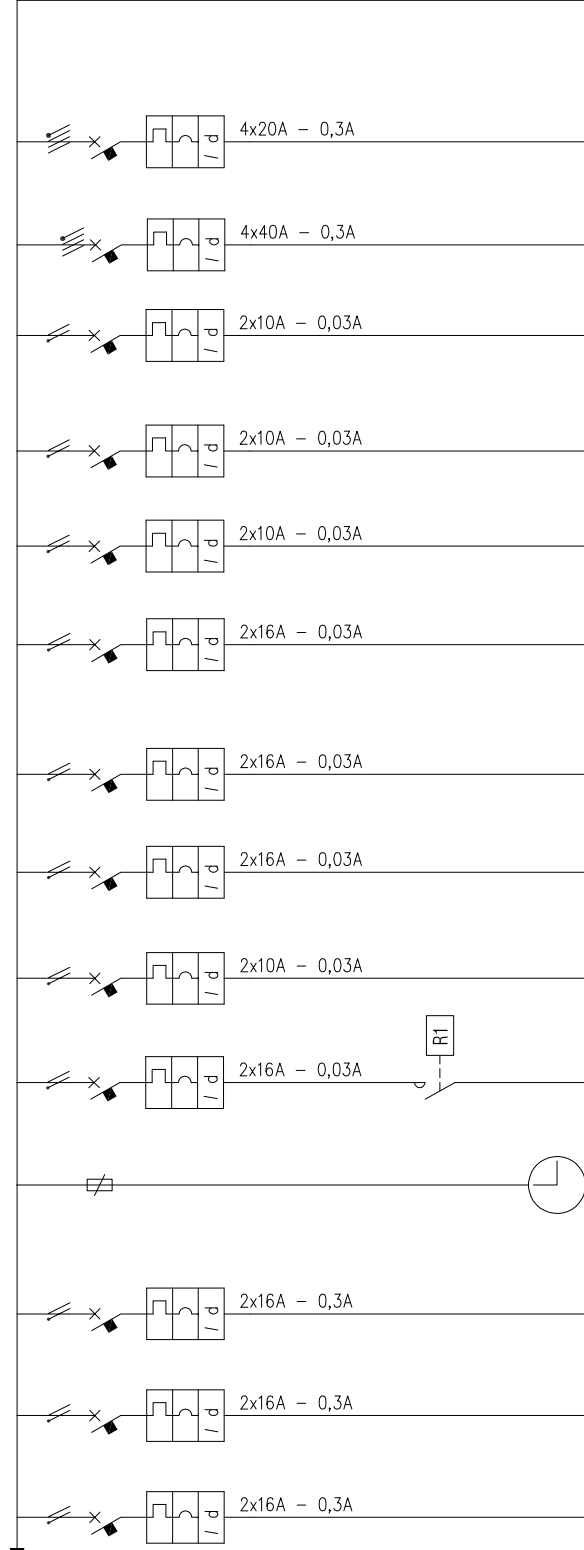 4x20A – 0,3A
I d
4x40A – 0,3A
I d
2x10A – 0,03A
I d
2x10A – 0,03A
I d
2x10A – 0,03A
I d
2x16A – 0,03A
I d
2x16A – 0,03A
I d
2x16A – 0,03A
I d
2x10A – 0,03A
I d
R1
2x16A – 0,03A
I d
2x16A – 0,3A
I d
2x16A – 0,3A
I d
2x16A – 0,3A
I d